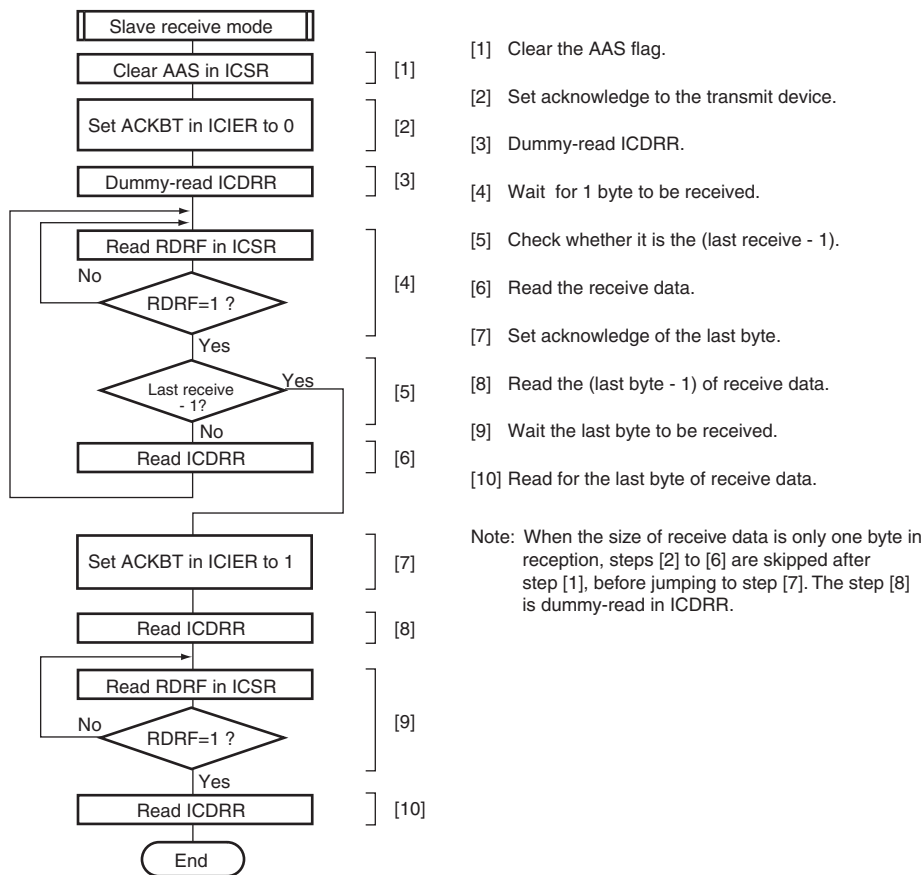 Slave receive mode
Clear AAS in ICSR
[1]
Set ACKBT in ICIER to 0
[2]
Dummy-read ICDRR
[3]
Read RDRF in ICSR
No
RDRF=1 ?
[4]
Yes
Last receive
- 1?
Yes
[5]
No
Read ICDRR
[6]
Set ACKBT in ICIER to 1
[7]
Read ICDRR
[8]
Read RDRF in ICSR
No
RDRF=1 ?
[9]
Yes
Read ICDRR
[10]
End
[1] Clear the AAS flag.
[2] Set acknowledge to the transmit device.
[3] Dummy-read ICDRR.
[4] Wait for 1 byte to be received.
[5] Check whether it is the (last receive - 1).
[6] Read the receive data.
[7] Set acknowledge of the last byte.
[8] Read the (last byte - 1) of receive data.
[9] Wait the last byte to be received.
[10] Read for the last byte of receive data.
Note: When the size of receive data is only one byte in
reception, steps [2] to [6] are skipped after
step [1], before jumping to step [7]. The step [8]
is dummy-read in ICDRR.